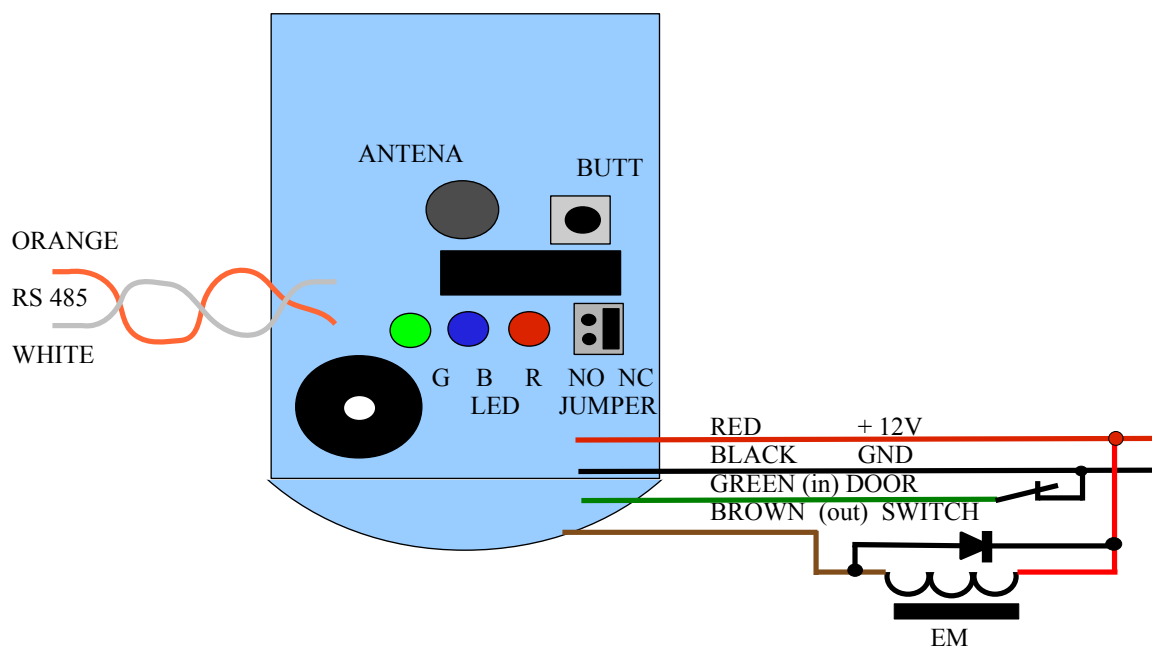 ANTENA
BUTT
ORANGE
RS 485
WHITE
G B R NO NC
LED JUMPER
RED + 12V
BLACK GND
GREEN (in) DOOR
BROWN (out) SWITCH
EM